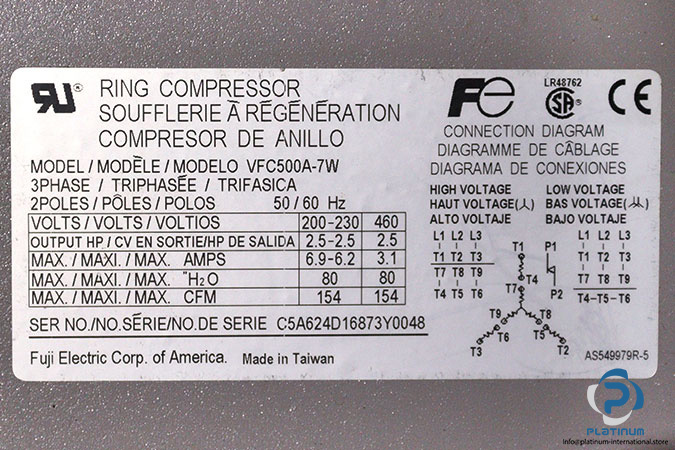 RU ® RING COMPRESSOR
SOUFFLERIE À RÉGÉNÉRATION
COMPRESOR DE ANILLO
MODEL / MODÈLE / MODELO VFC500A-7W
3PHASE / TRIPHASÉE / TRIFASICA
2POLES / PÔLES / POLOS 50 / 60 Hz
VOLTS / VOLTS / VOLTIOS 200-230 460
OUTPUT HP / CV EN SORTIE/HP DE SALIDA 2.5-2.5 2.5
MAX. / MAXI. / MAX. AMPS 6.9-6.2 3.1
MAX. / MAXI. / MAX. "H2O 80 80
MAX. / MAXI. / MAX. CFM 154 154
SER NO./NO.SÉRIE/NO.DE SERIE C5A624D16873Y0048
Fuji Electric Corp. of America. Made in Taiwan
Fe LR48762 SA ® CE
CONNECTION DIAGRAM
DIAGRAMME DE CÂBLAGE
DIAGRAMA DE CONEXIONES
HIGH VOLTAGE LOW VOLTAGE
HAUT VOLTAGE(⅄) BAS VOLTAGE(⅄⅄)
ALTO VOLTAJE BAJO VOLTAJE
L1 L2 L3 T1 P1 L1 L2 L3
T1 T2 T3 T1 T2 T3
T7 T8 T9 T4 T7 T8 T9
T4 T5 T6 T7 P2 T4-T5-T6
T9 T8
T6 T5
T3 T2
AS549979R-5
PLATINUM
INTERNATIONAL
info@platinum-international.store